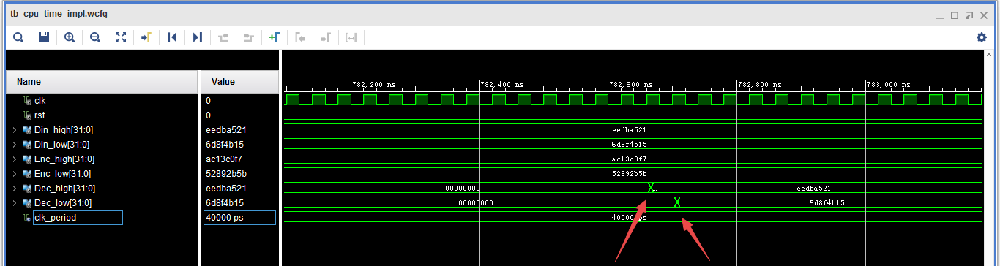 tb_cpu_time_impl.wcfg
Name Value
782,200 ns 782,400 ns 782,600 ns 782,800 ns 783,000 ns
clk 0
rst 0
Din_high[31:0] eedba521 eedba521
Din_low[31:0] 6d8f4b15 6d8f4b15
Enc_high[31:0] ac13c0f7 ac13c0f7
Enc_low[31:0] 52892b5b 52892b5b
Dec_high[31:0] eedba521 00000000 .. eedba521
Dec_low[31:0] 6d8f4b15 00000000 .. 6d8f4b15
clk_period 40000 ps 40000 ps